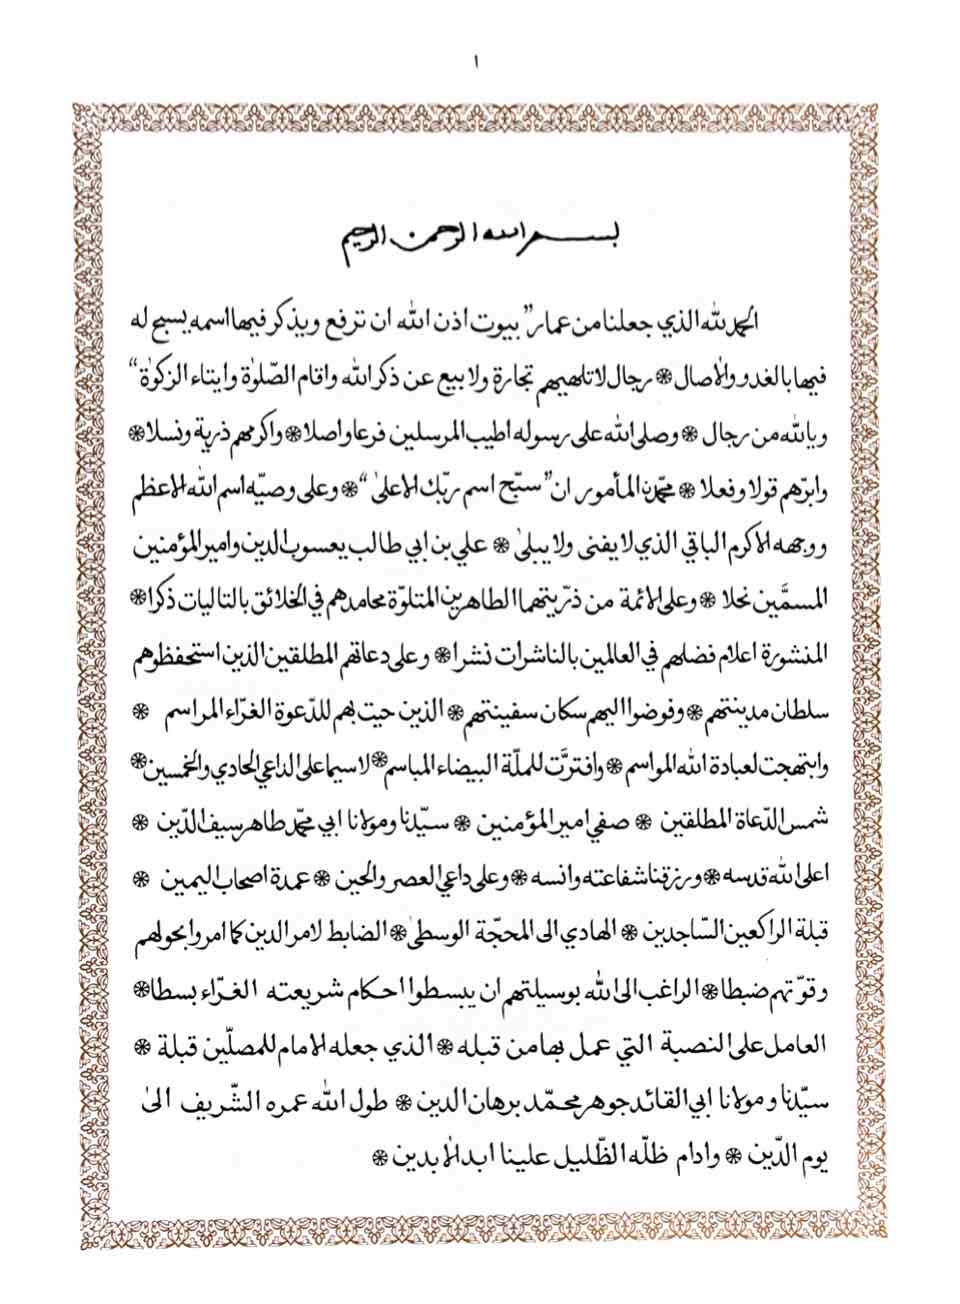 ١
بسم الله الرحمن الرحيم
الحمد لله الذي جعلنا من عمار "بيوت اذن الله ان ترفع ويذكر فيها اسمه يسبح له
فيها بالغدو والاصال ❊ رجال لا تلهيهم تجارة ولا بيع عن ذكر الله واقام الصّلوٰة وايتاء الزكوٰة"
ويالله من رجال ❊ وصلى الله على رسوله اطيب المرسلين فرعا واصلا ❊ واكرمهم ذرية ونسلا ❊
وابرّهم قولا وفعلا ❊ محمّدن المأمور ان "سبّح اسم ربّك الاعلىٰ" ❊ وعلى وصيّه اسم الله الاعظم
ووجهه الاكرم الباقي الذي لا يفنى ولا يبلىٰ ❊ علي بن ابي طالب يعسوب الدين وامير المؤمنين
المسمَّين نحلا ❊ وعلى الائمة من ذرّيتهما الطاهرين المتلوّة محامدهم في الخلائق بالتاليات ذكرا ❊
المنشورة اعلام فضلهم في العالمين بالناشرات نشرا ❊ وعلى دعاتهم المطلقين الذين استحفظوهم
سلطان مدينتهم ❊ وفوضوا اليهم سكان سفينتهم ❊ الذين حيت بهم للدّعوة الغرّاء المراسم ❊
وابتهجت لعبادة الله المواسم ❊ وافترَّت للملّة البيضاء المباسم ❊ لا سيما على الداعي الحادي والخمسين ❊
شمس الدّعاة المطلقين ❊ صفي امير المؤمنين ❊ سيّدنا ومولانا ابي محمّد طاهر سيف الدّين ❊
اعلى الله قدسه ❊ ورزقنا شفاعته وانسه ❊ وعلى داعي العصر والحين ❊ عمدة اصحاب اليمين ❊
قبلة الراكعين السّاجدين ❊ الهادي الى المحجّة الوسطىٰ ❊ الضابط لامر الدين كما امروا بحولهم
وقوّتهم ضبطا ❊ الراغب الى الله بوسيلتهم ان يبسطوا احكام شريعته الغرّاء بسطا ❊
العامل على النصبة التي عمل بها من قبله ❊ الذي جعله الامام للمصلّين قبلة ❊
سيّدنا ومولانا ابي القائد جوهر محمّد برهان الدين ❊ طول الله عمره الشّريف الىٰ
يوم الدّين ❊ وادام ظلّه الظّليل علينا ابد الابدين ❊